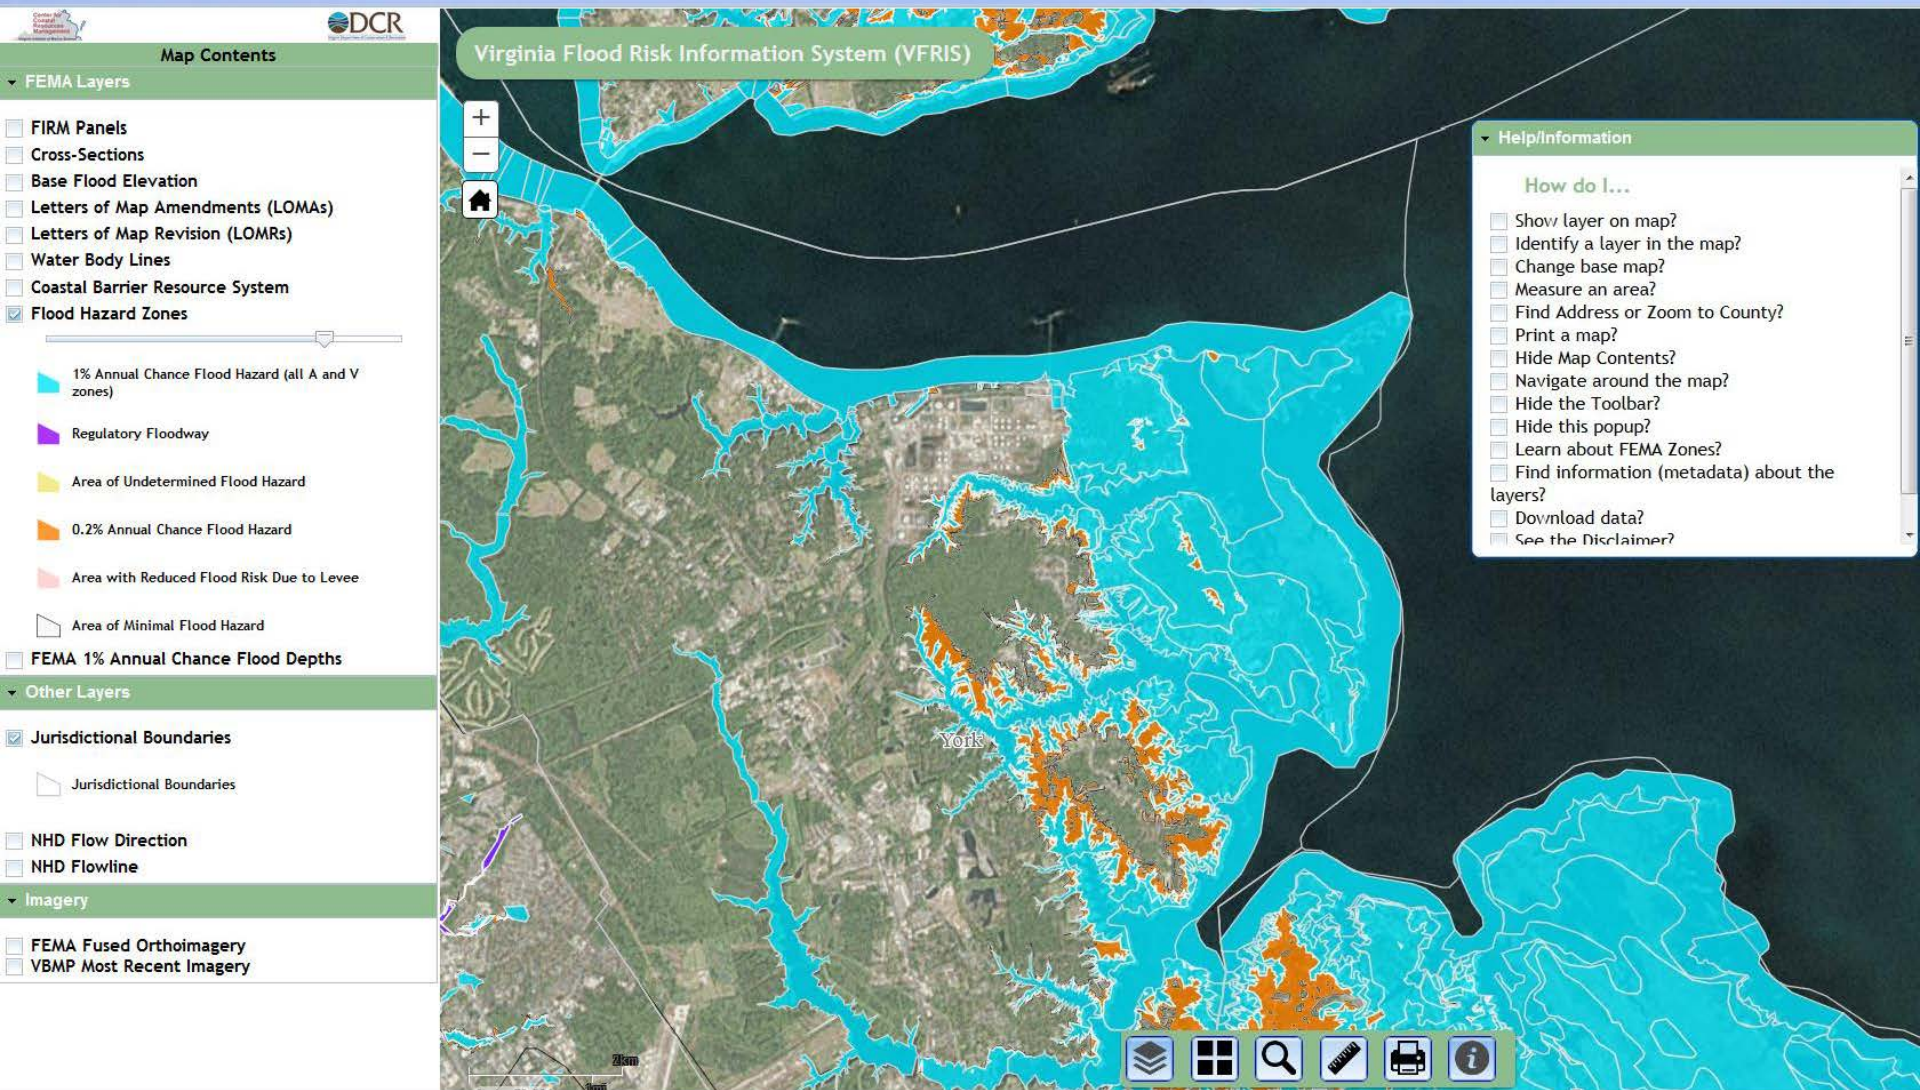 Center for
Coastal
Resources
Management
DCR
Map Contents
FEMA Layers
FIRM Panels
Cross-Sections
Base Flood Elevation
Letters of Map Amendments (LOMAs)
Letters of Map Revision (LOMRs)
Water Body Lines
Coastal Barrier Resource System
Flood Hazard Zones
1% Annual Chance Flood Hazard (all A and V
zones)
Regulatory Floodway
Area of Undetermined Flood Hazard
0.2% Annual Chance Flood Hazard
Area with Reduced Flood Risk Due to Levee
Area of Minimal Flood Hazard
FEMA 1% Annual Chance Flood Depths
Other Layers
Jurisdictional Boundaries
Jurisdictional Boundaries
NHD Flow Direction
NHD Flowline
Imagery
FEMA Fused Orthoimagery
VBMP Most Recent Imagery
Virginia Flood Risk Information System (VFRIS)
+
−
York
2km
1mi
Help/Information
How do I...
Show layer on map?
Identify a layer in the map?
Change base map?
Measure an area?
Find Address or Zoom to County?
Print a map?
Hide Map Contents?
Navigate around the map?
Hide the Toolbar?
Hide this popup?
Learn about FEMA Zones?
Find information (metadata) about the
layers?
Download data?
See the Disclaimer?
i